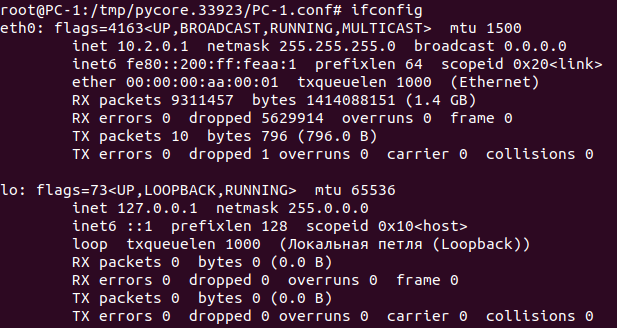 root@PC-1:/tmp/pycore.33923/PC-1.conf# ifconfig
eth0: flags=4163<UP,BROADCAST,RUNNING,MULTICAST>  mtu 1500
        inet 10.2.0.1  netmask 255.255.255.0  broadcast 0.0.0.0
        inet6 fe80::200:ff:feaa:1  prefixlen 64  scopeid 0x20<link>
        ether 00:00:00:aa:00:01  txqueuelen 1000  (Ethernet)
        RX packets 9311457  bytes 1414088151 (1.4 GB)
        RX errors 0  dropped 5629914  overruns 0  frame 0
        TX packets 10  bytes 796 (796.0 B)
        TX errors 0  dropped 1 overruns 0  carrier 0  collisions 0

lo: flags=73<UP,LOOPBACK,RUNNING>  mtu 65536
        inet 127.0.0.1  netmask 255.0.0.0
        inet6 ::1  prefixlen 128  scopeid 0x10<host>
        loop  txqueuelen 1000  (Локальная петля (Loopback))
        RX packets 0  bytes 0 (0.0 B)
        RX errors 0  dropped 0  overruns 0  frame 0
        TX packets 0  bytes 0 (0.0 B)
        TX errors 0  dropped 0 overruns 0  carrier 0  collisions 0